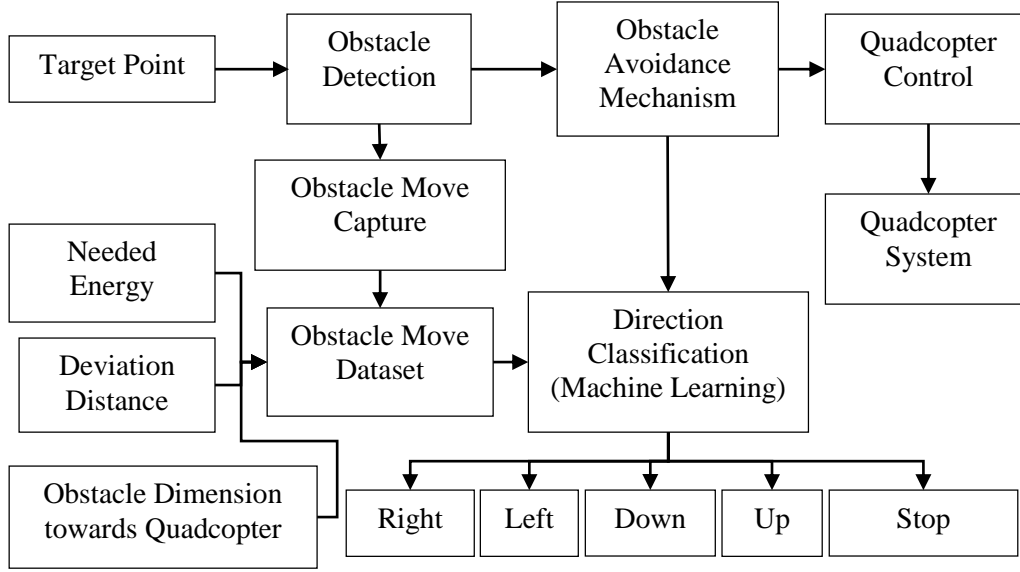 Target Point
Obstacle
Detection
Obstacle
Avoidance
Mechanism
Quadcopter
Control
Obstacle Move
Capture
Quadcopter
System
Needed
Energy
Obstacle Move
Dataset
Direction
Classification
(Machine Learning)
Deviation
Distance
Obstacle Dimension
towards Quadcopter
Right
Left
Down
Up
Stop